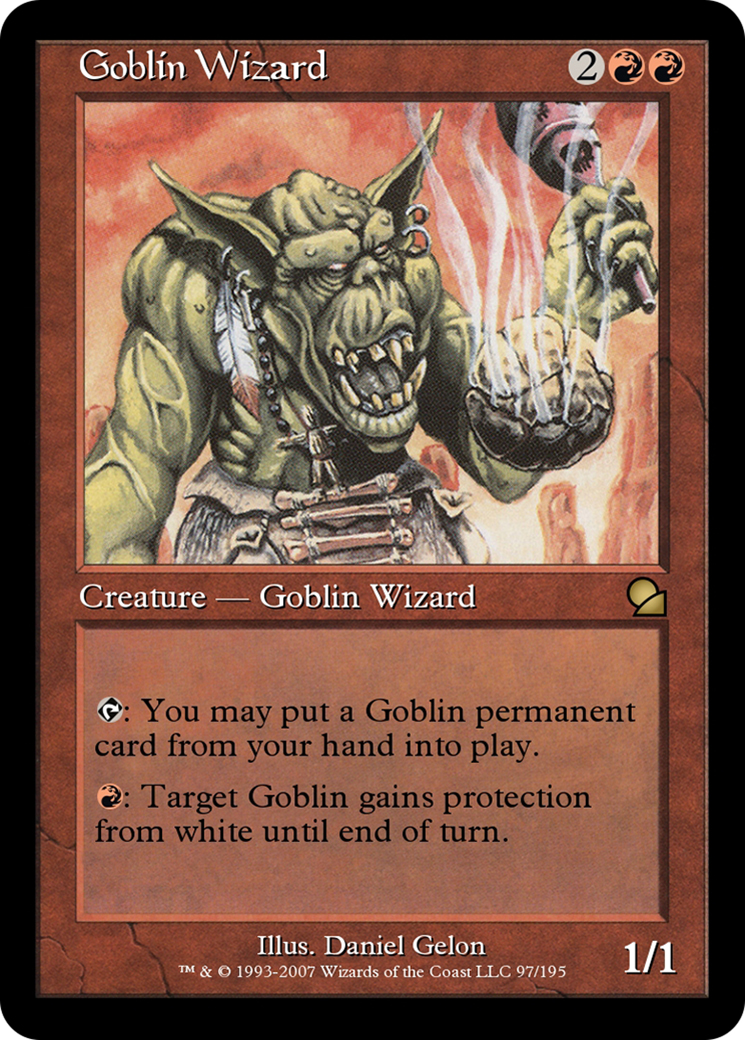 Goblin Wizard 2
Creature — Goblin Wizard
: You may put a Goblin permanent
card from your hand into play.
: Target Goblin gains protection
from white until end of turn.
Illus. Daniel Gelon
™ & © 1993-2007 Wizards of the Coast LLC 97/195
1/1